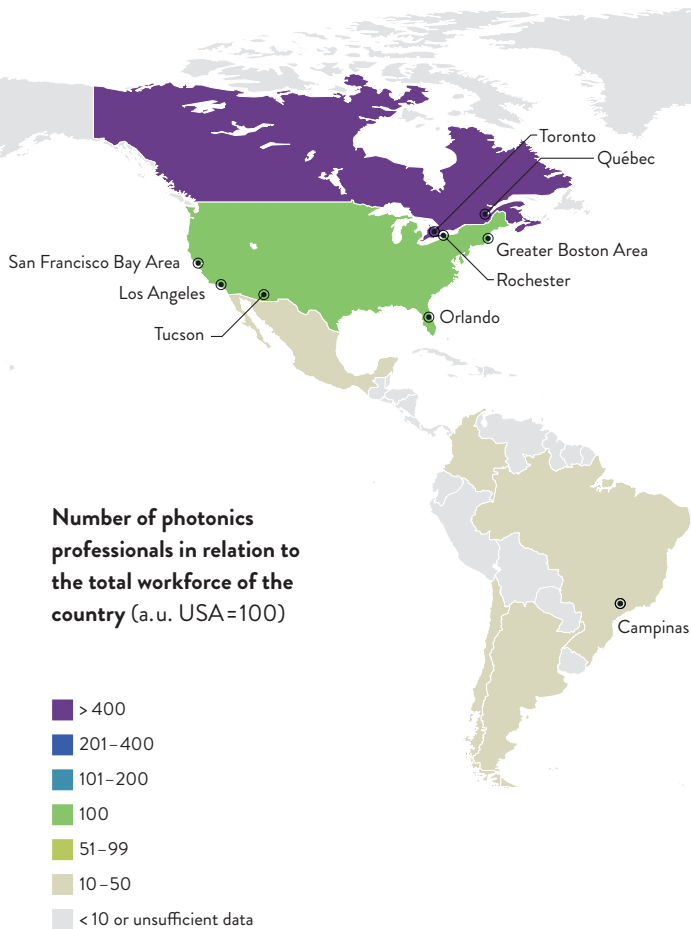 Toronto
Québec
San Francisco Bay Area
Greater Boston Area
Los Angeles
Rochester
Tucson
Orlando
Number of photonics
professionals in relation to
the total workforce of the
country (a.u. USA=100)
Campinas
> 400
201–400
101–200
100
51–99
10–50
< 10 or unsufficient data